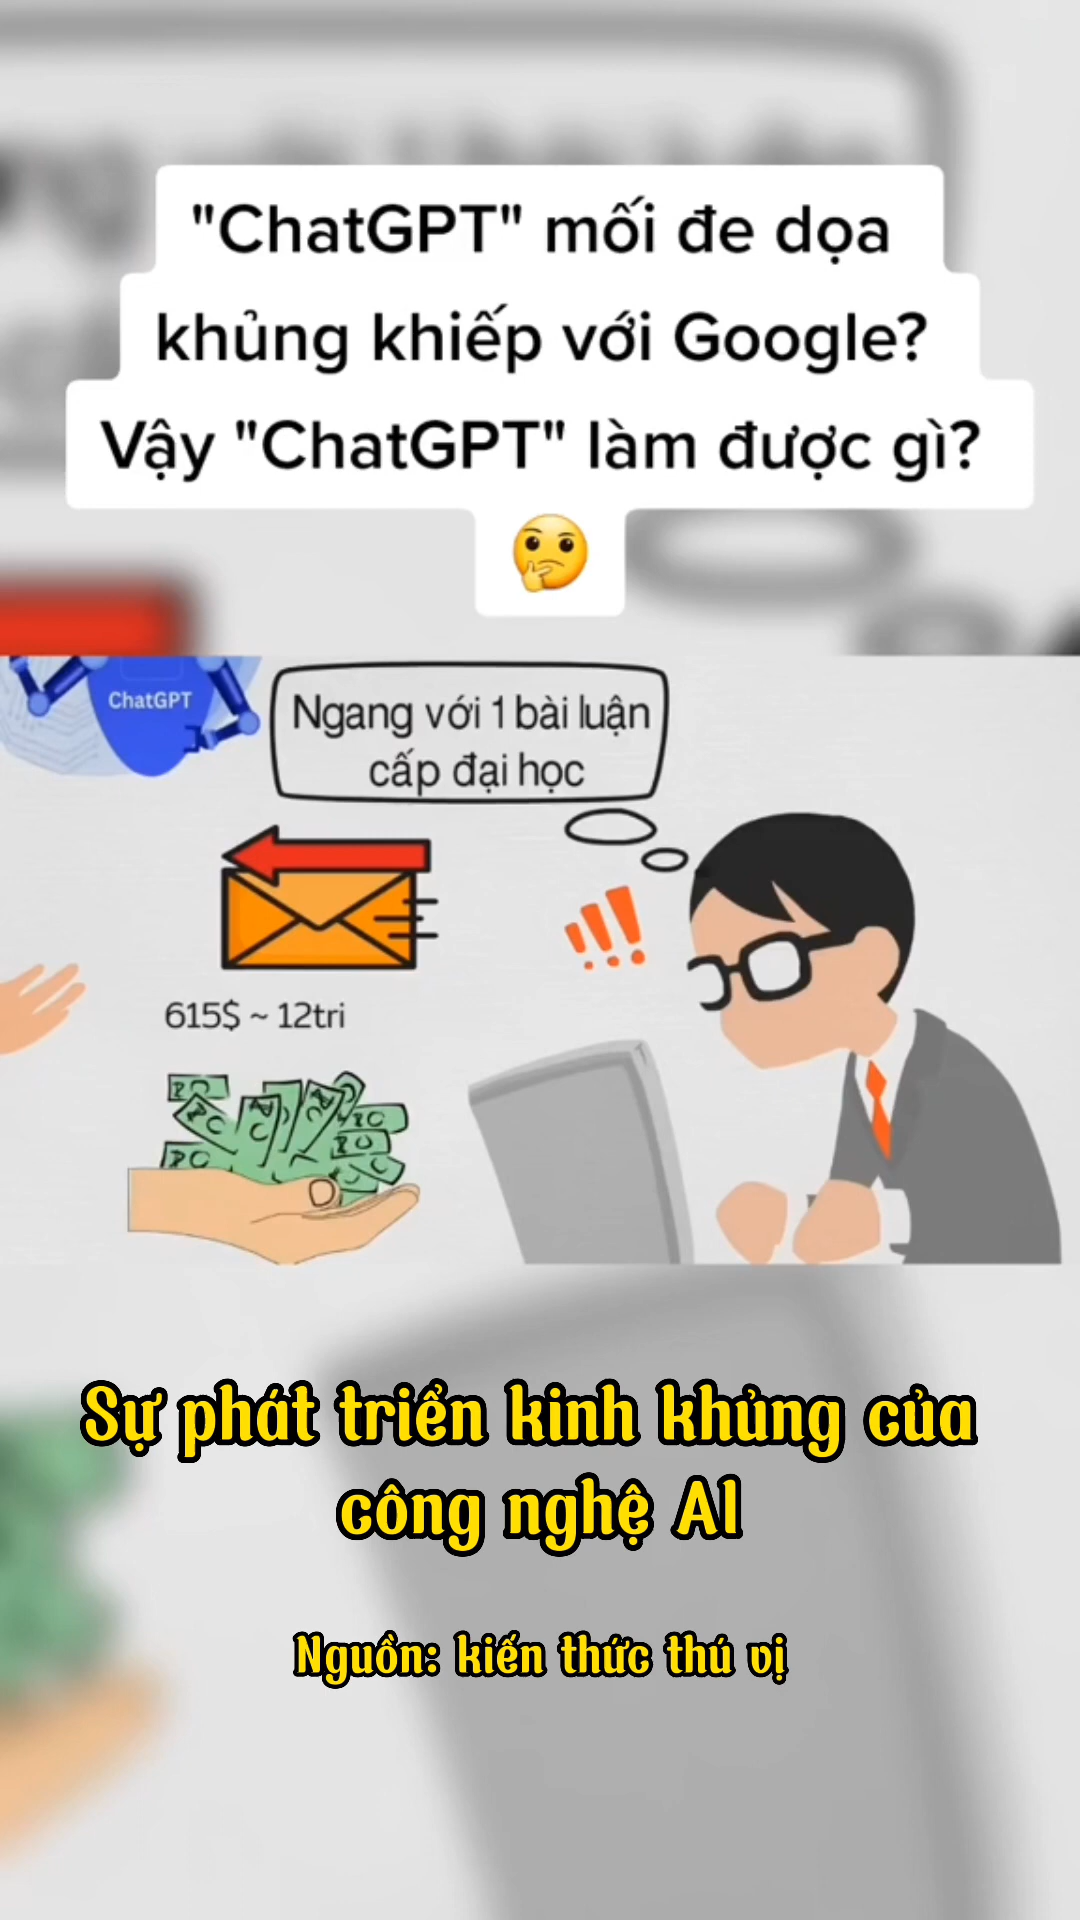 "ChatGPT" mối đe dọa
khủng khiếp với Google?
Vậy "ChatGPT" làm được gì?
🤔
ChatGPT
Ngang với 1 bài luận
cấp đại học
615$ ~ 12tri
Sự phát triển kinh khủng của
công nghệ AI
Nguồn: kiến thức thú vị